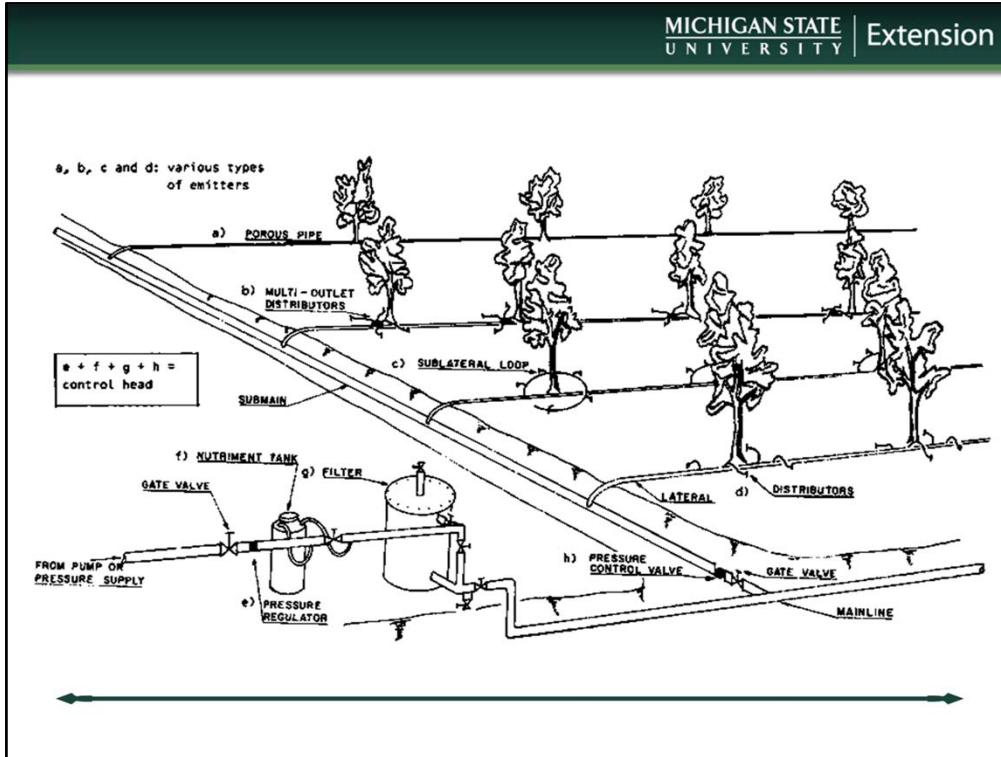 MICHIGAN STATE
UNIVERSITY
Extension
a, b, c and d: various types
of emitters
a) POROUS PIPE
b) MULTI-OUTLET
DISTRIBUTORS
c) SUBLATERAL LOOP
e + f + g + h =
control head
SUBMAIN
f) NUTRIMENT TANK
g) FILTER
GATE VALVE
LATERAL
d) DISTRIBUTORS
FROM PUMP OR
PRESSURE SUPPLY
h) PRESSURE
CONTROL VALVE
GATE VALVE
e) PRESSURE
REGULATOR
MAINLINE